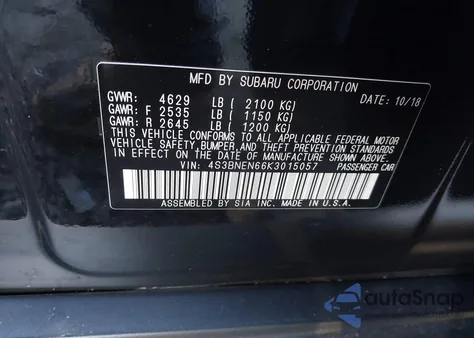 MFD BY SUBARU CORPORATION
GVWR: 4629 LB ( 2100 KG) DATE: 10/18
GAWR: F 2535 LB ( 1150 KG)
GAWR: R 2645 LB ( 1200 KG)
THIS VEHICLE CONFORMS TO ALL APPLICABLE FEDERAL MOTOR
VEHICLE SAFETY, BUMPER, AND THEFT PREVENTION STANDARDS
IN EFFECT ON THE DATE OF MANUFACTURE SHOWN ABOVE.
VIN: 4S3BNEN66K3015057 PASSENGER CAR
ASSEMBLED BY SIA INC. MADE IN U.S.A.
autoSnap